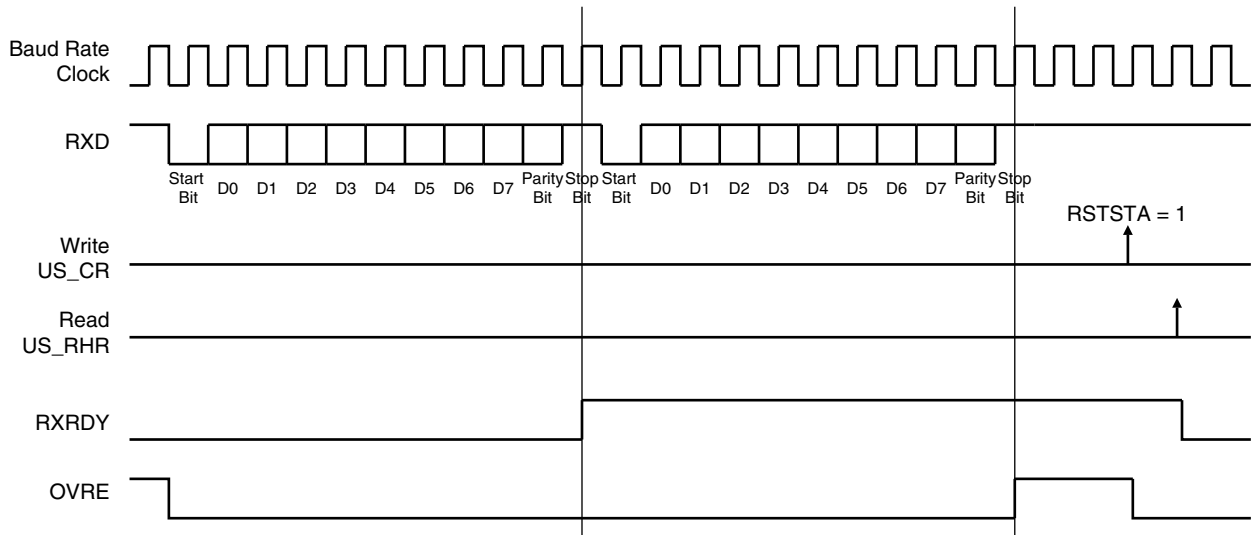 Baud Rate
Clock
RXD
Start
Bit
D0
D1
D2
D3
D4
D5
D6
D7
Parity
Bit
Stop
Bit
Start
Bit
D0
D1
D2
D3
D4
D5
D6
D7
Parity
Bit
Stop
Bit
RSTSTA = 1
Write
US_CR
Read
US_RHR
RXRDY
OVRE